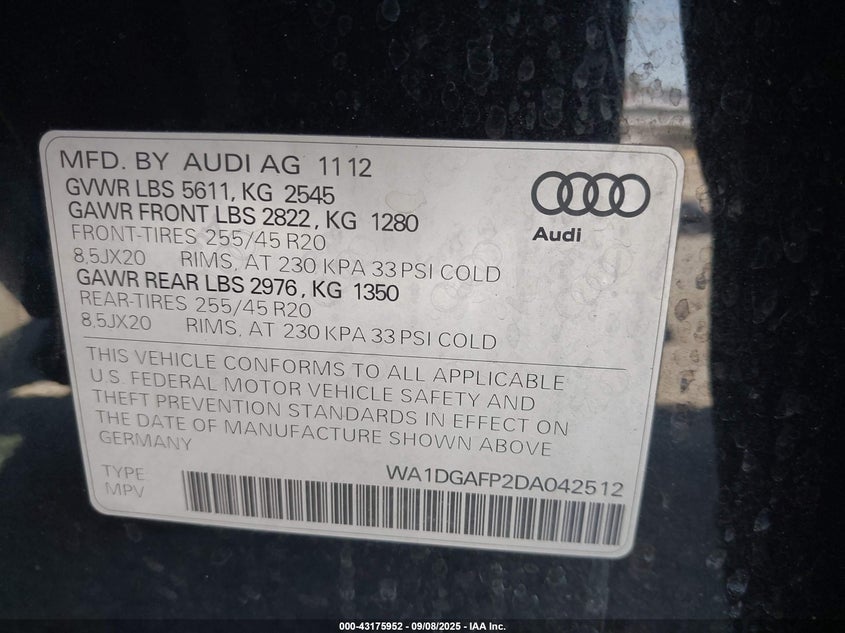 MFD. BY AUDI AG 11 12
GVWR LBS 5611, KG 2545
GAWR FRONT LBS 2822, KG 1280
FRONT-TIRES 255/45 R20
8,5JX20 RIMS, AT 230 KPA 33 PSI COLD
GAWR REAR LBS 2976, KG 1350
REAR-TIRES 255/45 R20
8,5JX20 RIMS, AT 230 KPA 33 PSI COLD
Audi
THIS VEHICLE CONFORMS TO ALL APPLICABLE
U.S. FEDERAL MOTOR VEHICLE SAFETY AND
THEFT PREVENTION STANDARDS IN EFFECT ON
THE DATE OF MANUFACTURE SHOWN ABOVE
GERMANY
TYPE
MPV
WA1DGAFP2DA042512
000-43175952 - 09/08/2025 - IAA Inc.